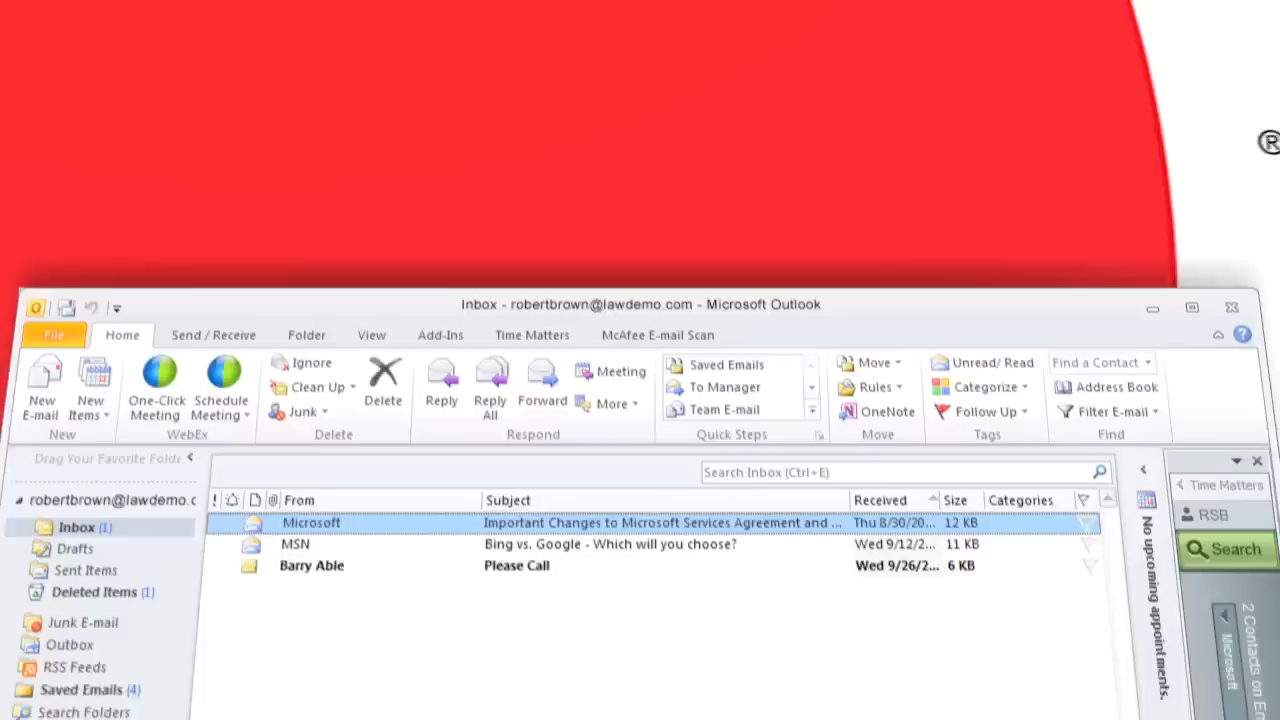 ®
Inbox - robertbrown@lawdemo.com - Microsoft Outlook
File Home Send / Receive Folder View Add-Ins Time Matters McAfee E-mail Scan
New E-mail
New Items
New
One-Click Meeting
Schedule Meeting
WebEx
Ignore
Clean Up
Junk
Delete
Delete
Reply
Reply All
Forward
Meeting
More
Respond
Saved Emails
To Manager
Team E-mail
Quick Steps
Move
Rules
OneNote
Move
Unread/ Read
Categorize
Follow Up
Tags
Find a Contact
Address Book
Filter E-mail
Find
Drag Your Favorite Folde
robertbrown@lawdemo.c
Inbox (1)
Drafts
Sent Items
Deleted Items (1)
Junk E-mail
Outbox
RSS Feeds
Saved Emails (4)
Search Folders
Search Inbox (Ctrl+E)
! From Subject Received Size Categories
Microsoft Important Changes to Microsoft Services Agreement and ... Thu 8/30/20... 12 KB
MSN Bing vs. Google - Which will you choose? Wed 9/12/2... 11 KB
Barry Able Please Call Wed 9/26/2... 6 KB
No upcoming appointments.
Time Matters
RSB
Search
2 Contacts on En
Microsoft